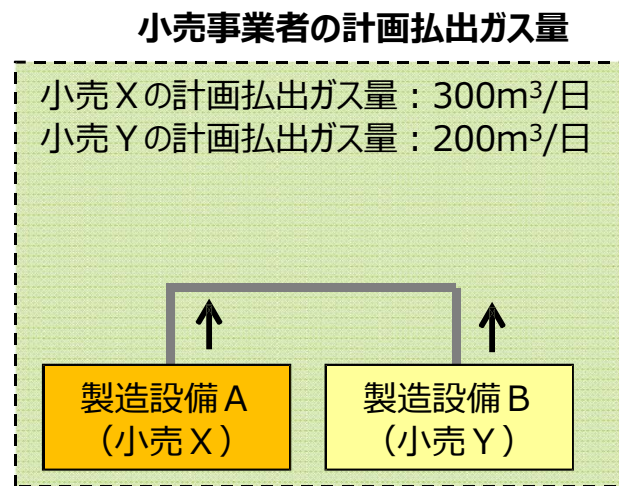 小売事業者の計画払出ガス量
小売Xの計画払出ガス量：300m³/日
小売Yの計画払出ガス量：200m³/日
製造設備A
（小売X）
製造設備B
（小売Y）